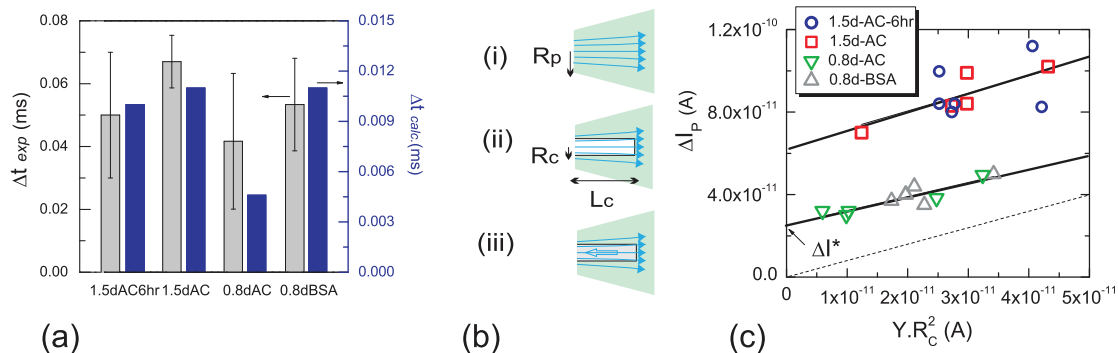 0.08
0.06
0.04
0.02
0.00
Δt exp (ms)
0.015
0.012
0.009
0.006
0.003
0.000
Δt calc (ms)
1.5dAC6hr 1.5dAC 0.8dAC 0.8dBSA
(a)
(i)
Rp
(ii)
Rc
Lc
(iii)
(b)
1.5d-AC-6hr
1.5d-AC
0.8d-AC
0.8d-BSA
1.2x10⁻¹⁰
8.0x10⁻¹¹
4.0x10⁻¹¹
0.0
ΔI_P (A)
ΔI*
0 1x10⁻¹¹ 2x10⁻¹¹ 3x10⁻¹¹ 4x10⁻¹¹ 5x10⁻¹¹
Y.R_C² (A)
(c)